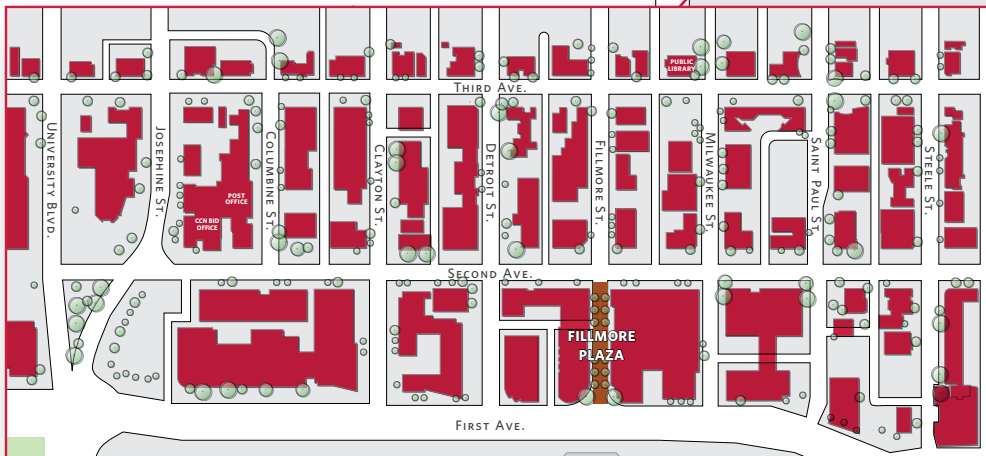 PUBLIC
LIBRARY
THIRD AVE.
UNIVERSITY BLVD.
JOSEPHINE ST.
COLUMBINE ST.
CLAYTON ST.
DETROIT ST.
FILLMORE ST.
MILWAUKEE ST.
SAINT PAUL ST.
STEELE ST.
POST
OFFICE
CCN BID
OFFICE
SECOND AVE.
FILLMORE
PLAZA
FIRST AVE.